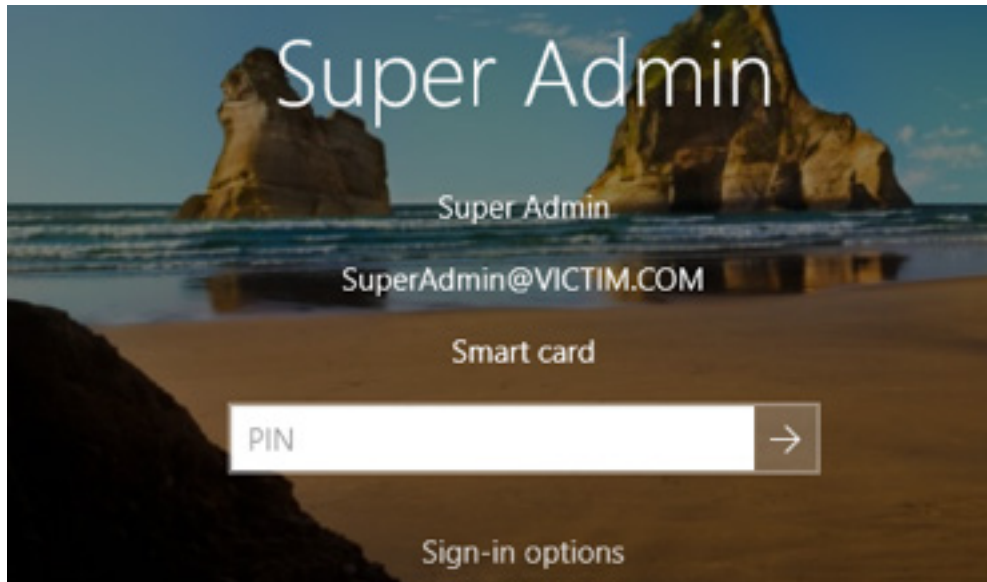 Super Admin
Super Admin
SuperAdmin@VICTIM.COM
Smart card
PIN
Sign-in options